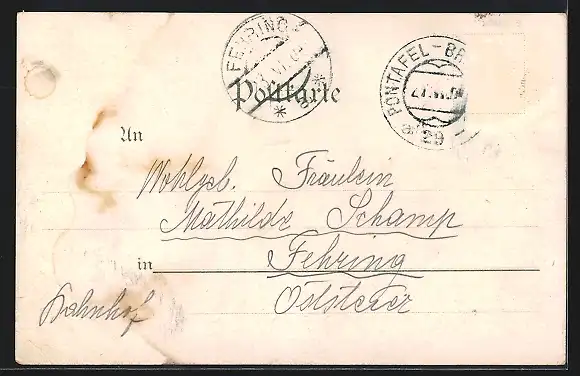 FEHRING
PONTAFEL-BR
29
Postkarte
An
Wohlgeb. Fräulein
Mathilde Schamp
in Fehring
Oststeier
Bahnhof